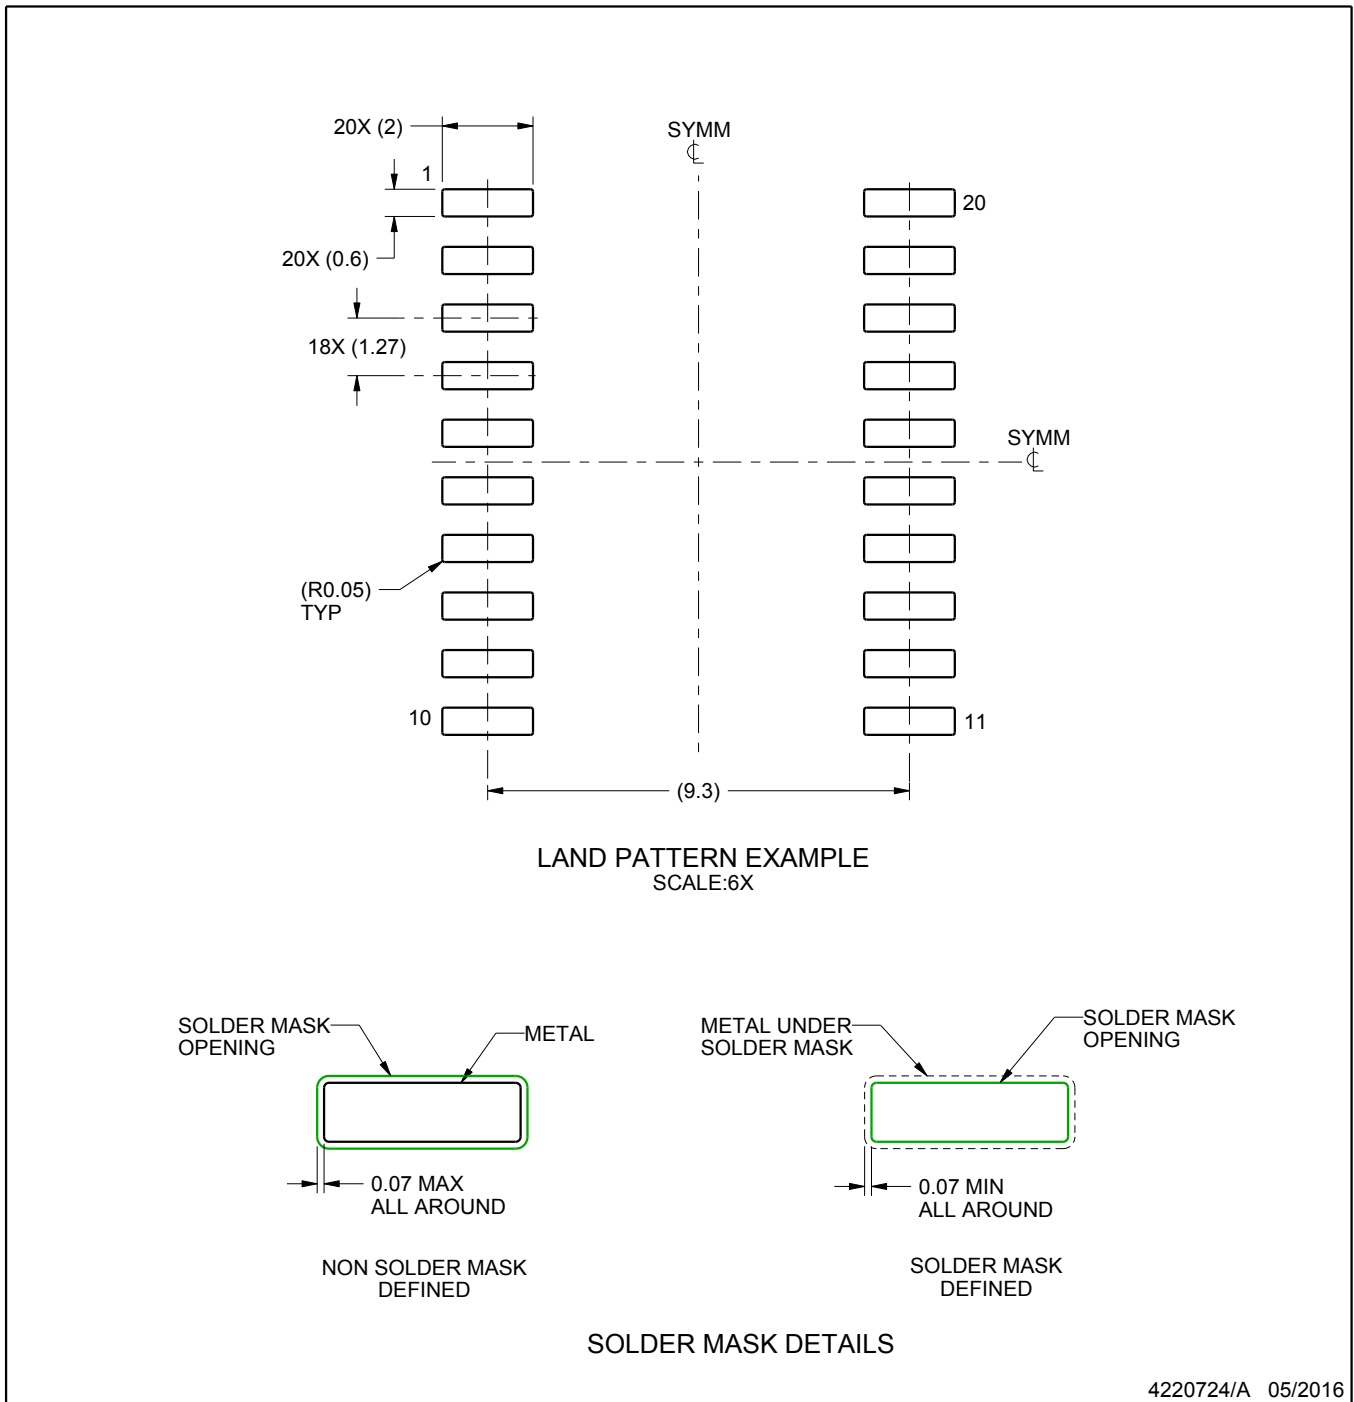 20X (2)
SYMM
1
20
20X (0.6)
18X (1.27)
SYMM
(R0.05)
TYP
10
11
(9.3)
LAND PATTERN EXAMPLE
SCALE:6X
SOLDER MASK
OPENING
METAL
0.07 MAX
ALL AROUND
NON SOLDER MASK
DEFINED
METAL UNDER
SOLDER MASK
SOLDER MASK
OPENING
0.07 MIN
ALL AROUND
SOLDER MASK
DEFINED
SOLDER MASK DETAILS
4220724/A 05/2016